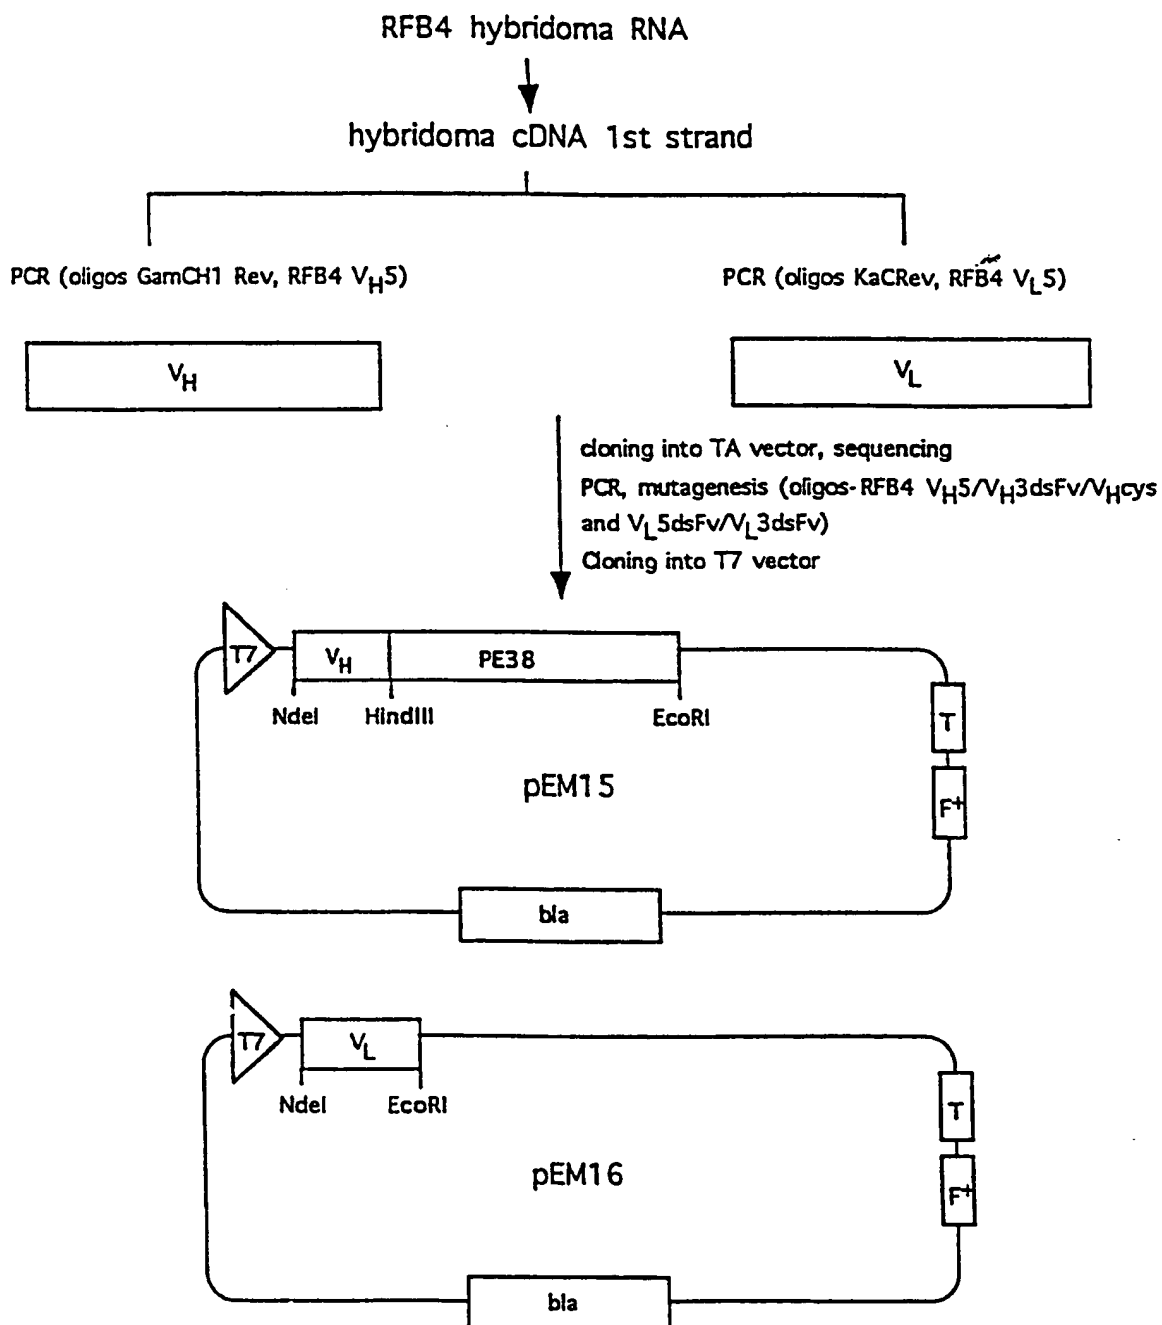 RFB4 hybridoma RNA
hybridoma cDNA 1st strand
PCR (oligos GamCH1 Rev, RFB4 VH5)
PCR (oligos KaCRev, RFB4 VL5)
VH
VL
cloning into TA vector, sequencing
PCR, mutagenesis (oligos-RFB4 VH5/VH3dsFv/VHcys
and VL5dsFv/VL3dsFv)
Cloning into T7 vector
T7
VH
PE38
NdeI
HindIII
EcoRI
T
pEM15
F+
bla
T7
VL
NdeI
EcoRI
T
pEM16
F+
bla